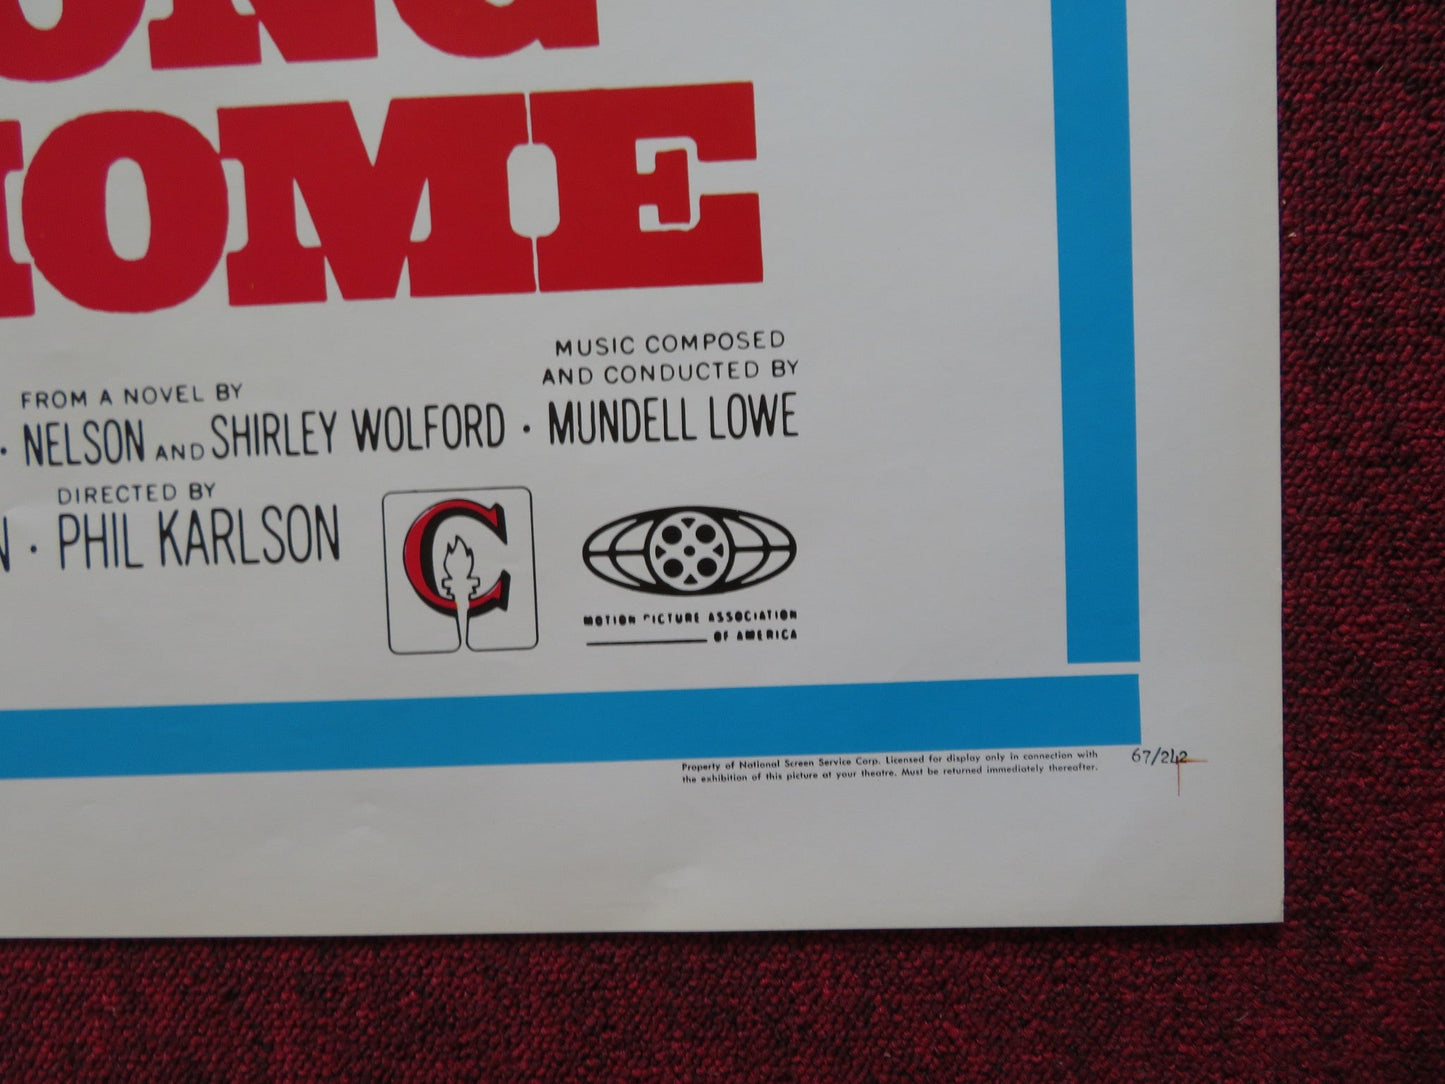 UNG
HOME
FROM A NOVEL BY
· NELSON AND SHIRLEY WOLFORD ·
MUSIC COMPOSED
AND CONDUCTED BY
MUNDELL LOWE
DIRECTED BY
N · PHIL KARLSON
C
MOTION PICTURE ASSOCIATION
OF AMERICA
Property of National Screen Service Corp. Licensed for display only in connection with
the exhibition of this picture at your theatre. Must be returned immediately thereafter.
67/242